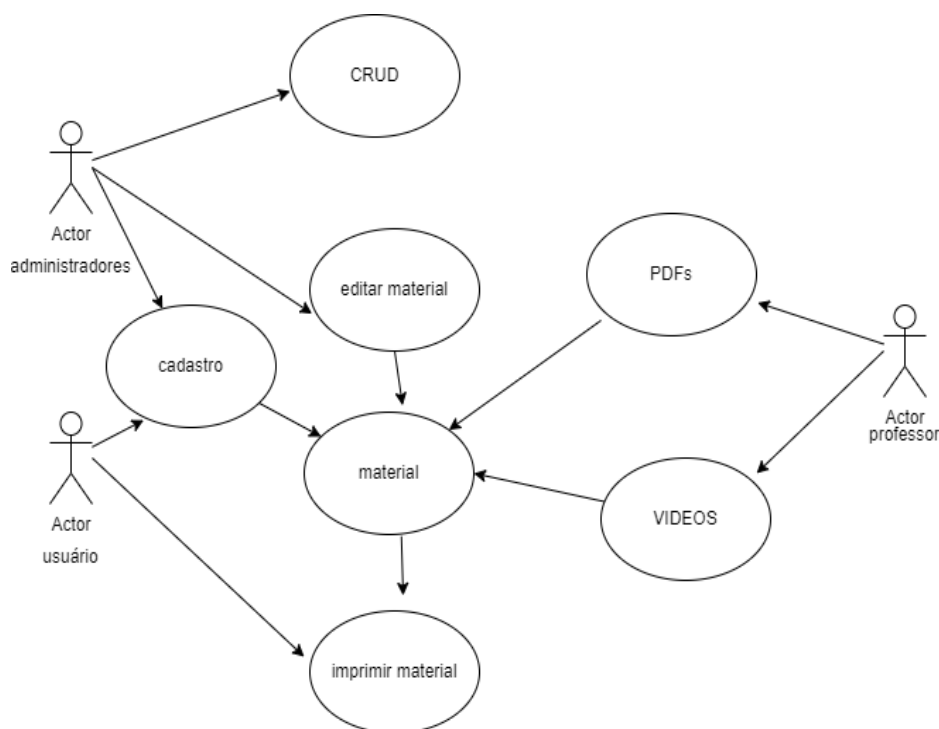 CRUD
Actor
administradores
editar material
PDFs
cadastro
Actor
professor
material
Actor
usuário
VIDEOS
imprimir material